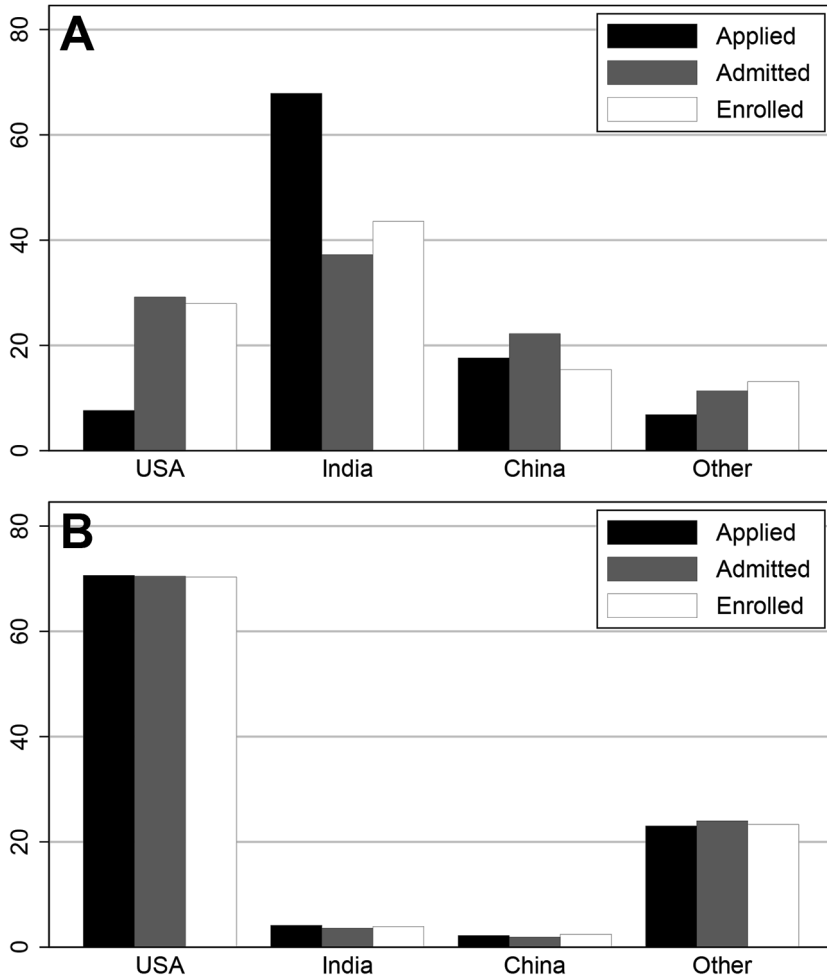 A
Applied
Admitted
Enrolled
80
60
40
20
0
USA India China Other
B
Applied
Admitted
Enrolled
80
60
40
20
0
USA India China Other